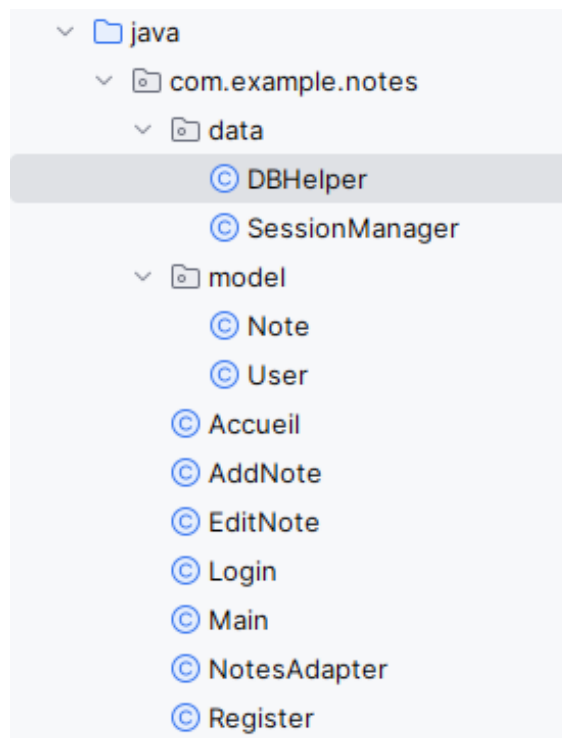 java
com.example.notes
data
DBHelper
SessionManager
model
Note
User
Accueil
AddNote
EditNote
Login
Main
NotesAdapter
Register